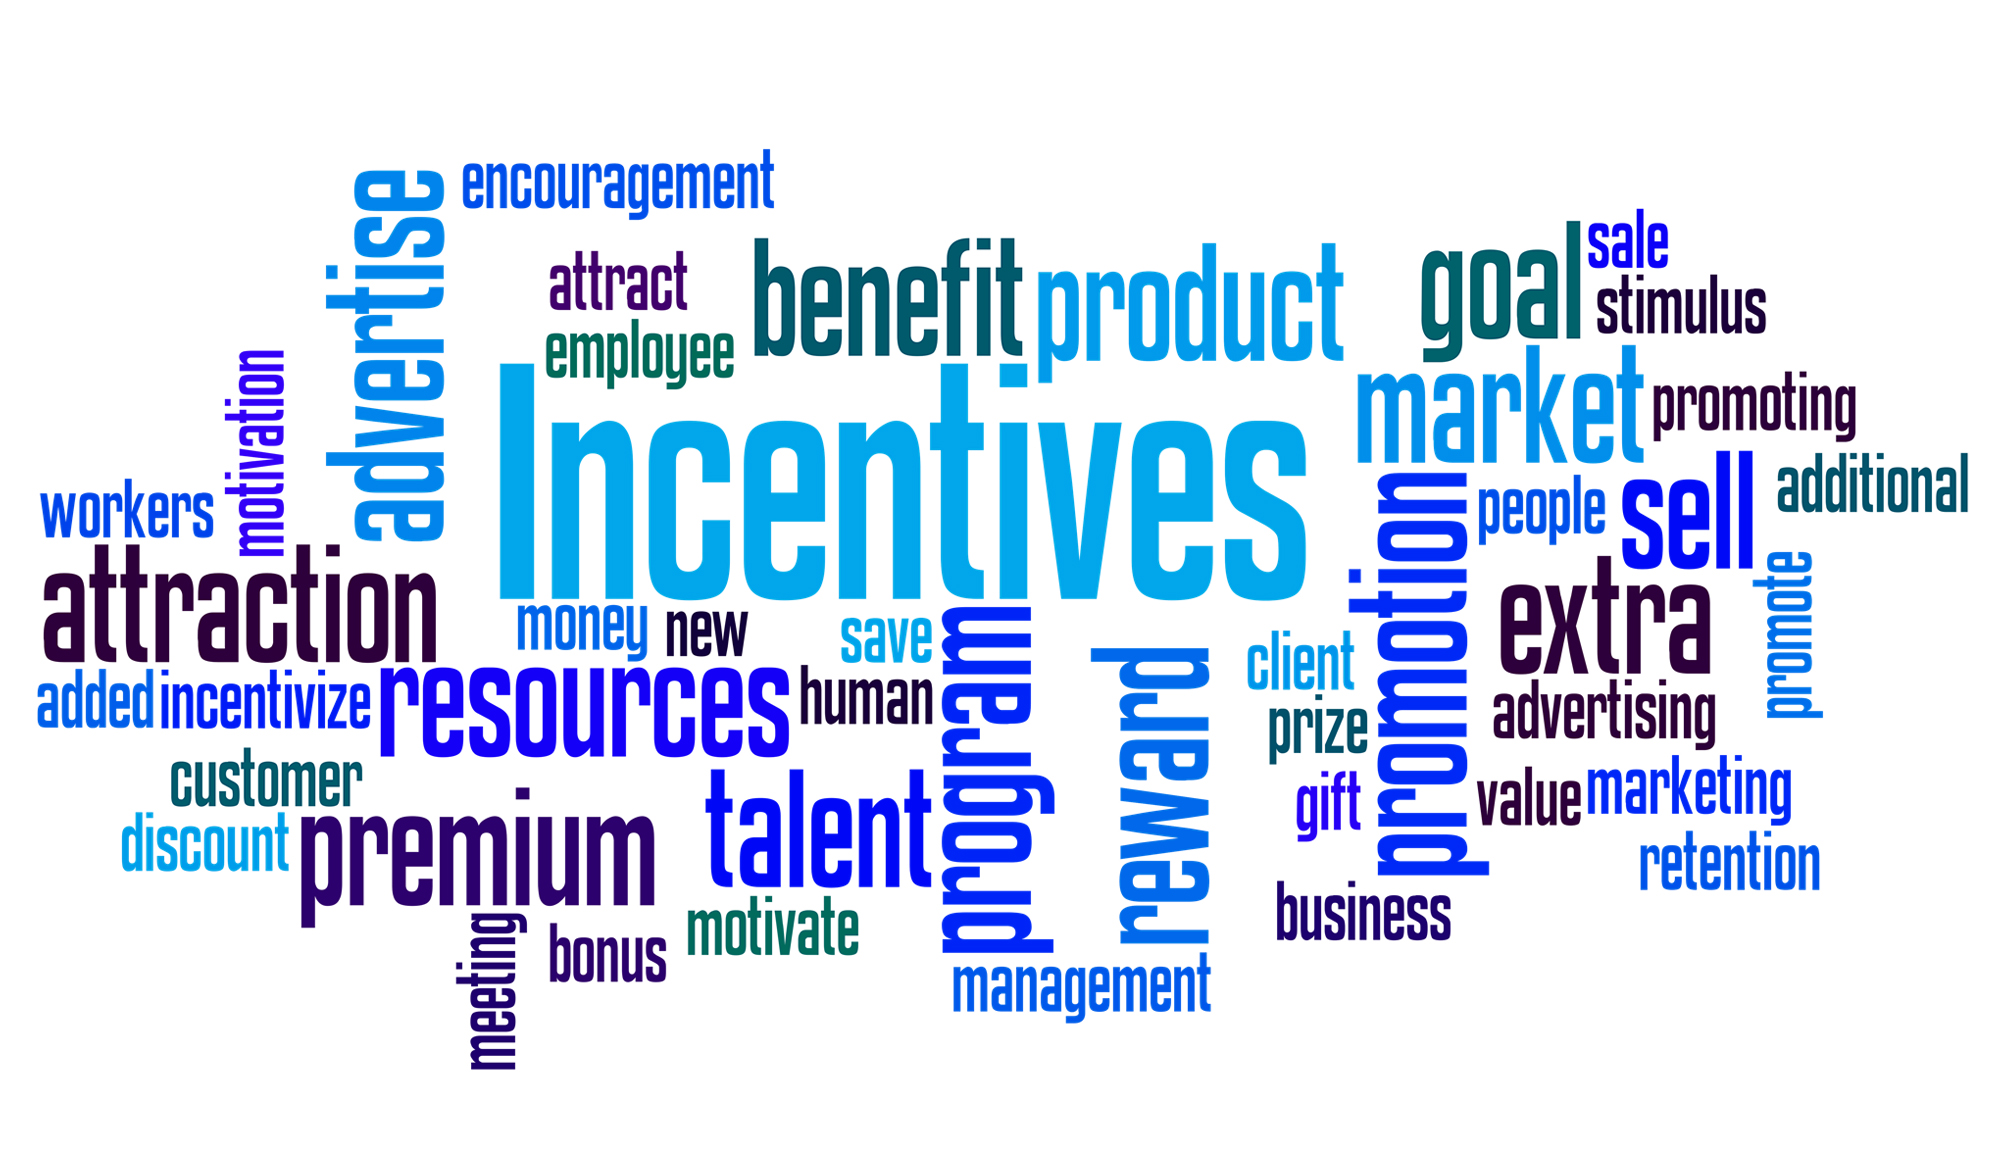 encouragement
advertise
attract
employee
benefit
product
goal
sale
stimulus
motivation
Incentives
market
promoting
workers
attraction
promotion
people
sell
additional
money
new
save
program
reward
client
extra
promote
added
incentivize
resources
human
prize
advertising
customer
discount
premium
talent
gift
value
marketing
retention
meeting
bonus
motivate
management
business